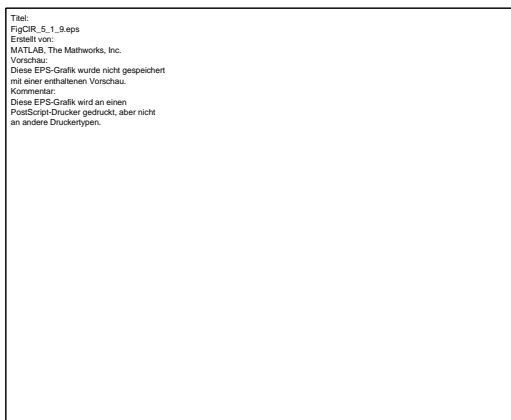 Titel:
FigCIR_5_1_9.eps
Erstellt von:
MATLAB, The Mathworks, Inc.
Vorschau:
Diese EPS-Grafik wurde nicht gespeichert
mit einer enthaltenen Vorschau.
Kommentar:
Diese EPS-Grafik wird an einen
PostScript-Drucker gedruckt, aber nicht
an andere Druckertypen.